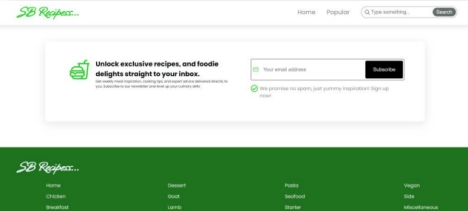 SB Recipess...
Home
Popular
Type something...
Search
Unlock exclusive recipes, and foodie
delights straight to your inbox.
Get weekly meal inspiration, cooking tips, and expert advice delivered directly to
you. Subscribe to our newsletter and level up your culinary skills!
Your email address
Subscribe
We promise no spam, just yummy inspiration! Sign up
now!
SB Recipess...
Home
Dessert
Pasta
Vegan
Chicken
Goat
Seafood
Side
Breakfast
Lamb
Starter
Miscellaneous